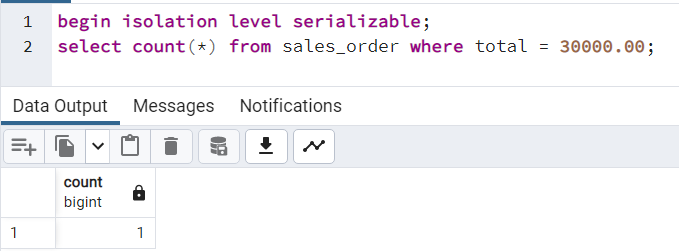 1 begin isolation level serializable;
2 select count(*) from sales_order where total = 30000.00;
Data Output Messages Notifications
count
bigint
1 1